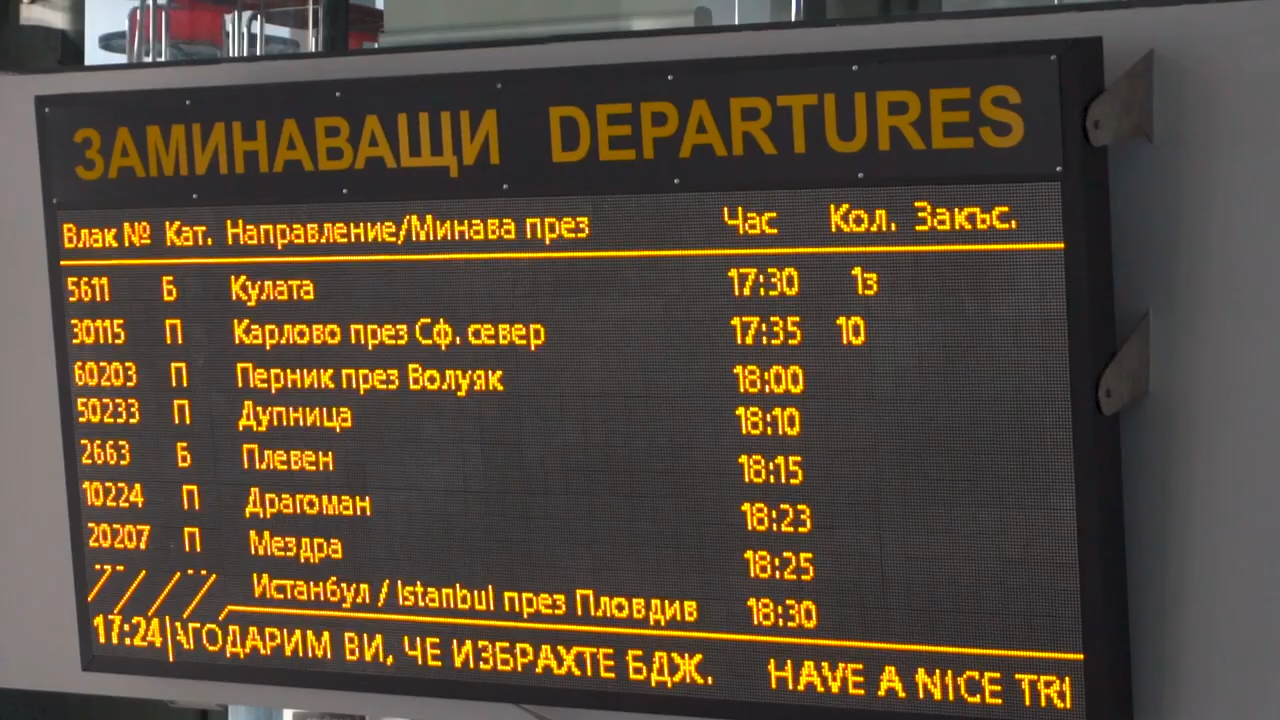 ЗАМИНАВАЩИ DEPARTURES
Влак № Кат. Направление/Минава през Час Кол. Закъс.
5611 Б Кулата 17:30 1з
30115 П Карлово през Сф. север 17:35 10
60203 П Перник през Волуяк 18:00
50233 П Дупница 18:10
2663 Б Плевен 18:15
10224 П Драгоман 18:23
20207 П Мездра 18:25
Истанбул / Istanbul през Пловдив 18:30
17:24 АГОДАРИМ ВИ, ЧЕ ИЗБРАХТЕ БДЖ. HAVE A NICE TRI